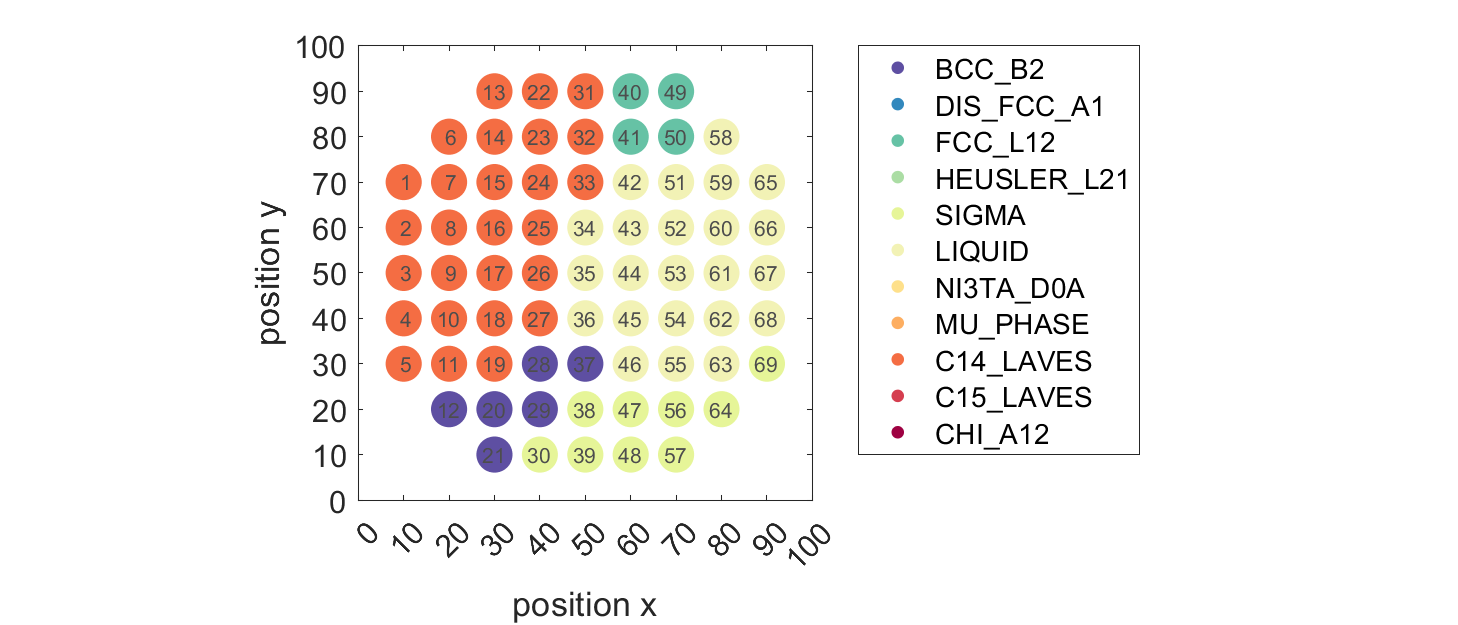 100
90
80
70
60
50
40
30
20
10
0
position y
13 22 31 40 49
6 14 23 32 41 50 58
1 7 15 24 33 42 51 59 65
2 8 16 25 34 43 52 60 66
3 9 17 26 35 44 53 61 67
4 10 18 27 36 45 54 62 68
5 11 19 28 37 46 55 63 69
12 20 29 38 47 56 64
21 30 39 48 57
0 10 20 30 40 50 60 70 80 90 100
position x
BCC_B2
DIS_FCC_A1
FCC_L12
HEUSLER_L21
SIGMA
LIQUID
NI3TA_D0A
MU_PHASE
C14_LAVES
C15_LAVES
CHI_A12